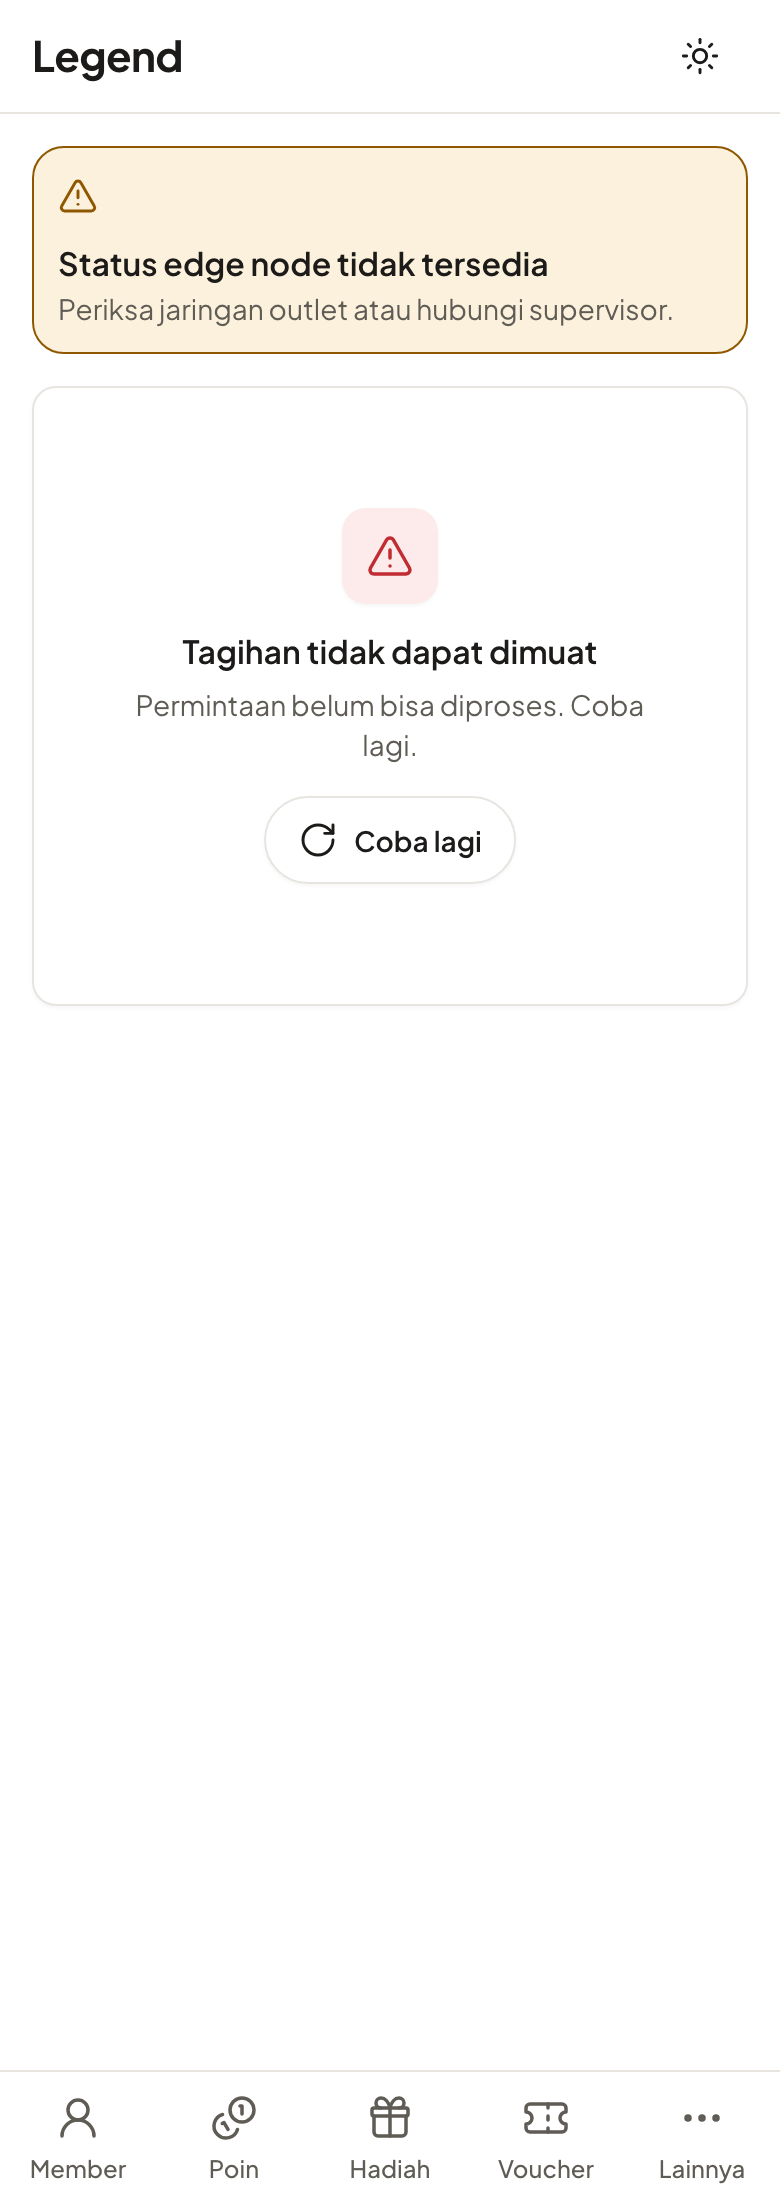 Legend
Status edge node tidak tersedia
Periksa jaringan outlet atau hubungi supervisor.
Tagihan tidak dapat dimuat
Permintaan belum bisa diproses. Coba
lagi.
Coba lagi
Member
Poin
Hadiah
Voucher
Lainnya